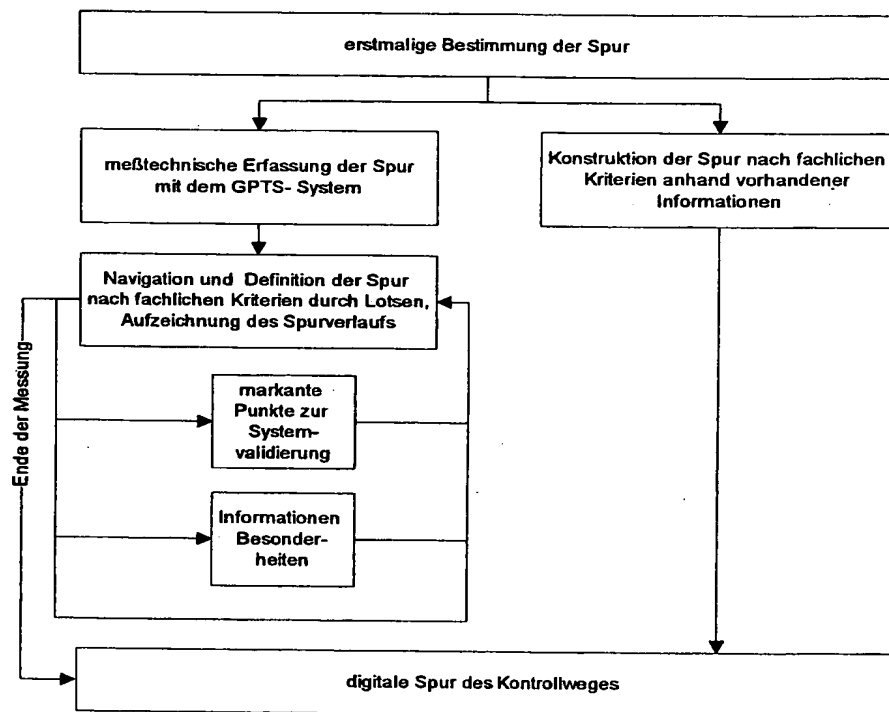 erstmalige Bestimmung der Spur
meßtechnische Erfassung der Spur
mit dem GPTS- System
Konstruktion der Spur nach fachlichen
Kriterien anhand vorhandener
Informationen
Navigation und Definition der Spur
nach fachlichen Kriterien durch Lotsen,
Aufzeichnung des Spurverlaufs
Ende der Messung
markante
Punkte zur
System-
validierung
Informationen
Besonder-
heiten
digitale Spur des Kontrollweges